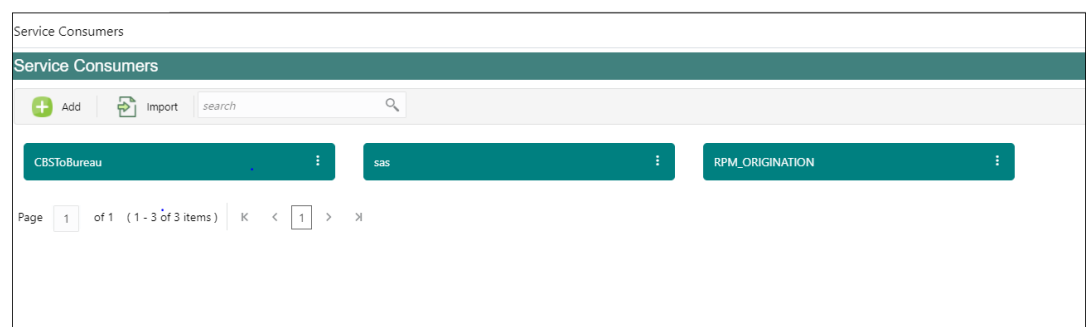 Service Consumers
Service Consumers
Add Import search
CBSToBureau sas RPM_ORIGINATION
Page 1 of 1 ( 1 - 3 of 3 items ) 1